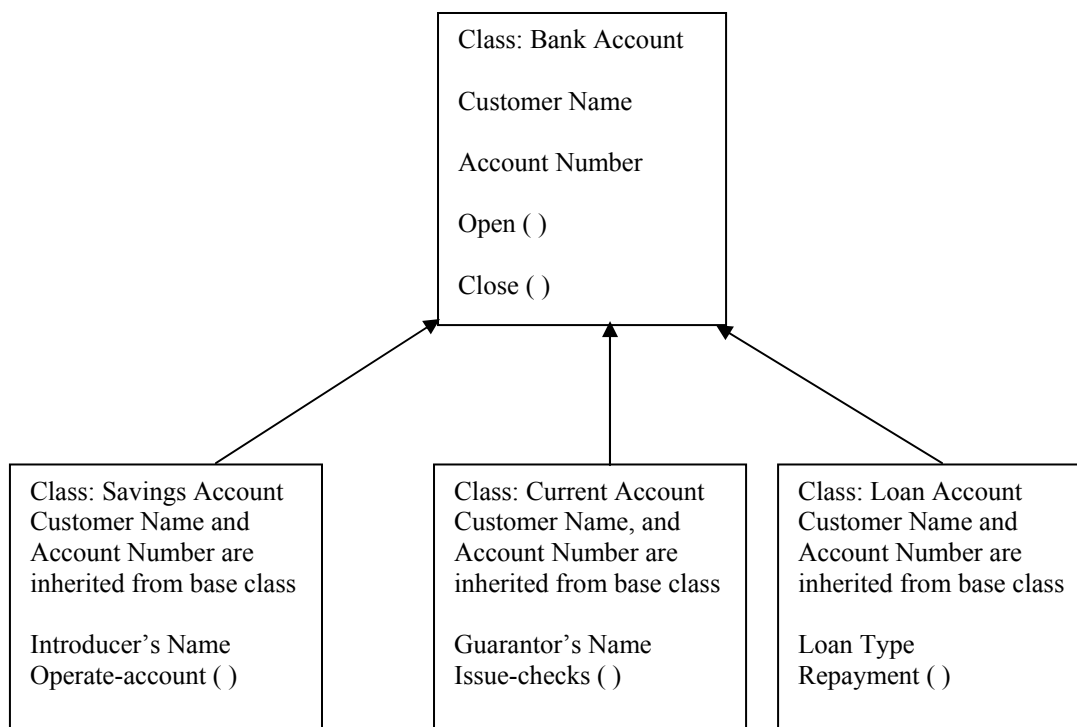 Class: Bank Account
Customer Name
Account Number
Open ( )
Close ( )
Class: Savings Account
Customer Name and
Account Number are
inherited from base class
Introducer’s Name
Operate-account ( )
Class: Current Account
Customer Name, and
Account Number are
inherited from base class
Guarantor’s Name
Issue-checks ( )
Class: Loan Account
Customer Name and
Account Number are
inherited from base class
Loan Type
Repayment ( )